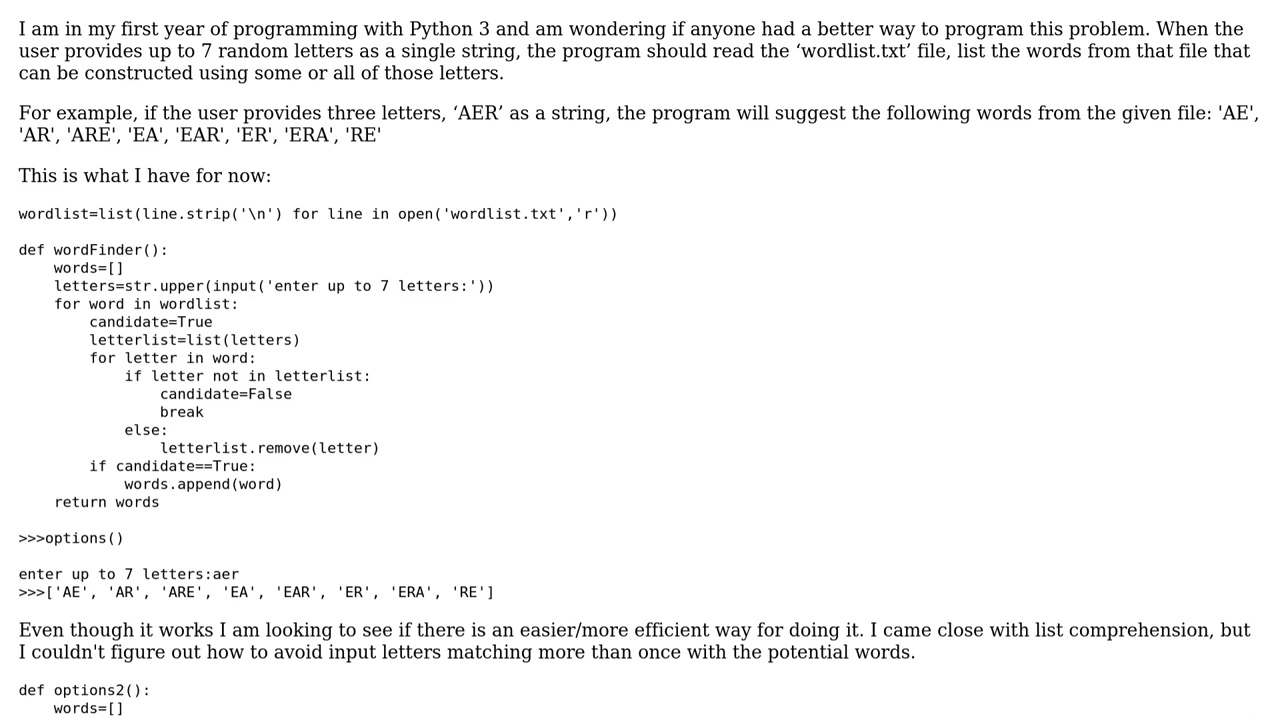 I am in my first year of programming with Python 3 and am wondering if anyone had a better way to program this problem. When the
user provides up to 7 random letters as a single string, the program should read the ‘wordlist.txt’ file, list the words from that file that
can be constructed using some or all of those letters.
For example, if the user provides three letters, ‘AER’ as a string, the program will suggest the following words from the given file: 'AE',
'AR', 'ARE', 'EA', 'EAR', 'ER', 'ERA', 'RE'
This is what I have for now:
wordlist=list(line.strip('\n') for line in open('wordlist.txt','r'))
def wordFinder():
    words=[]
    letters=str.upper(input('enter up to 7 letters:'))
    for word in wordlist:
        candidate=True
        letterlist=list(letters)
        for letter in word:
            if letter not in letterlist:
                candidate=False
                break
            else:
                letterlist.remove(letter)
        if candidate==True:
            words.append(word)
    return words
>>>options()
enter up to 7 letters:aer
>>>['AE', 'AR', 'ARE', 'EA', 'EAR', 'ER', 'ERA', 'RE']
Even though it works I am looking to see if there is an easier/more efficient way for doing it. I came close with list comprehension, but
I couldn't figure out how to avoid input letters matching more than once with the potential words.
def options2():
    words=[]